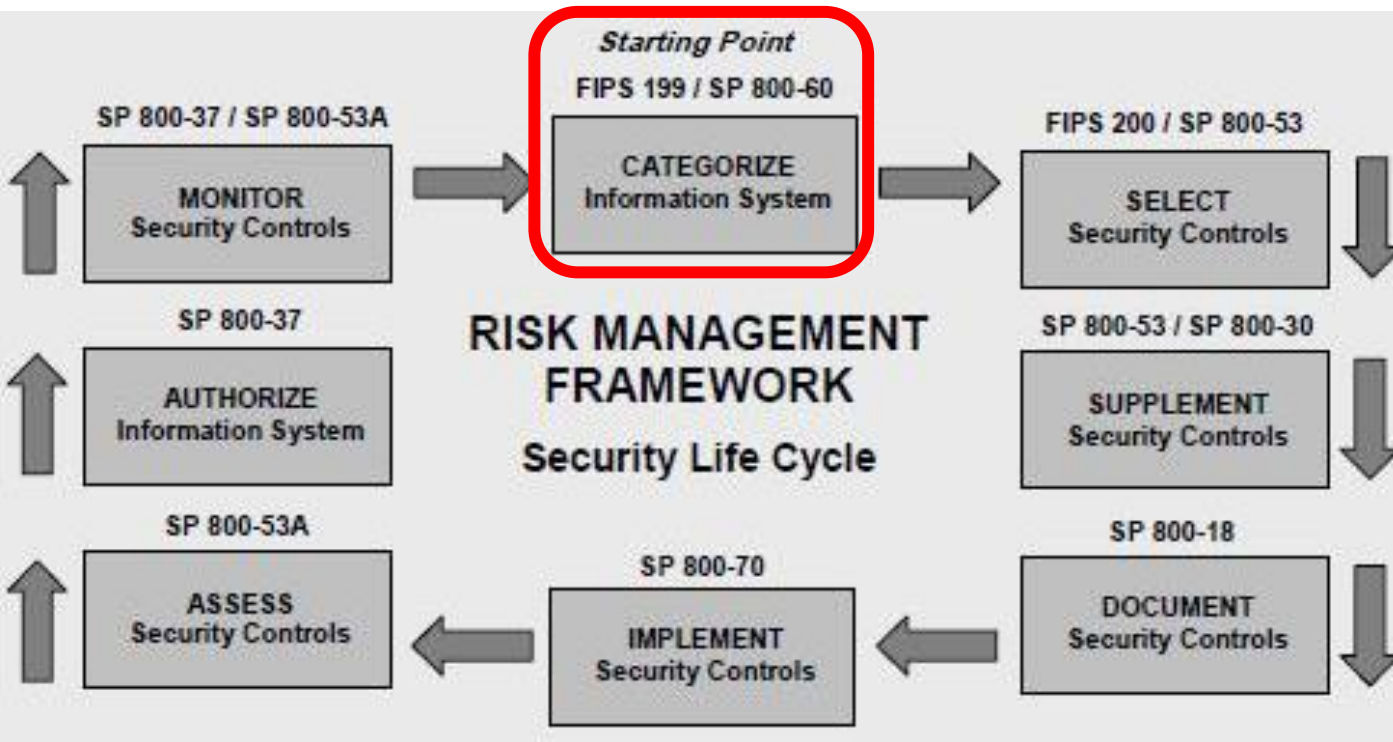 Starting Point
FIPS 199 / SP 800-60
CATEGORIZE
Information System
FIPS 200 / SP 800-53
SELECT
Security Controls
SP 800-53 / SP 800-30
SUPPLEMENT
Security Controls
SP 800-18
DOCUMENT
Security Controls
SP 800-70
IMPLEMENT
Security Controls
SP 800-53A
ASSESS
Security Controls
SP 800-37
AUTHORIZE
Information System
SP 800-37 / SP 800-53A
MONITOR
Security Controls
RISK MANAGEMENT
FRAMEWORK
Security Life Cycle